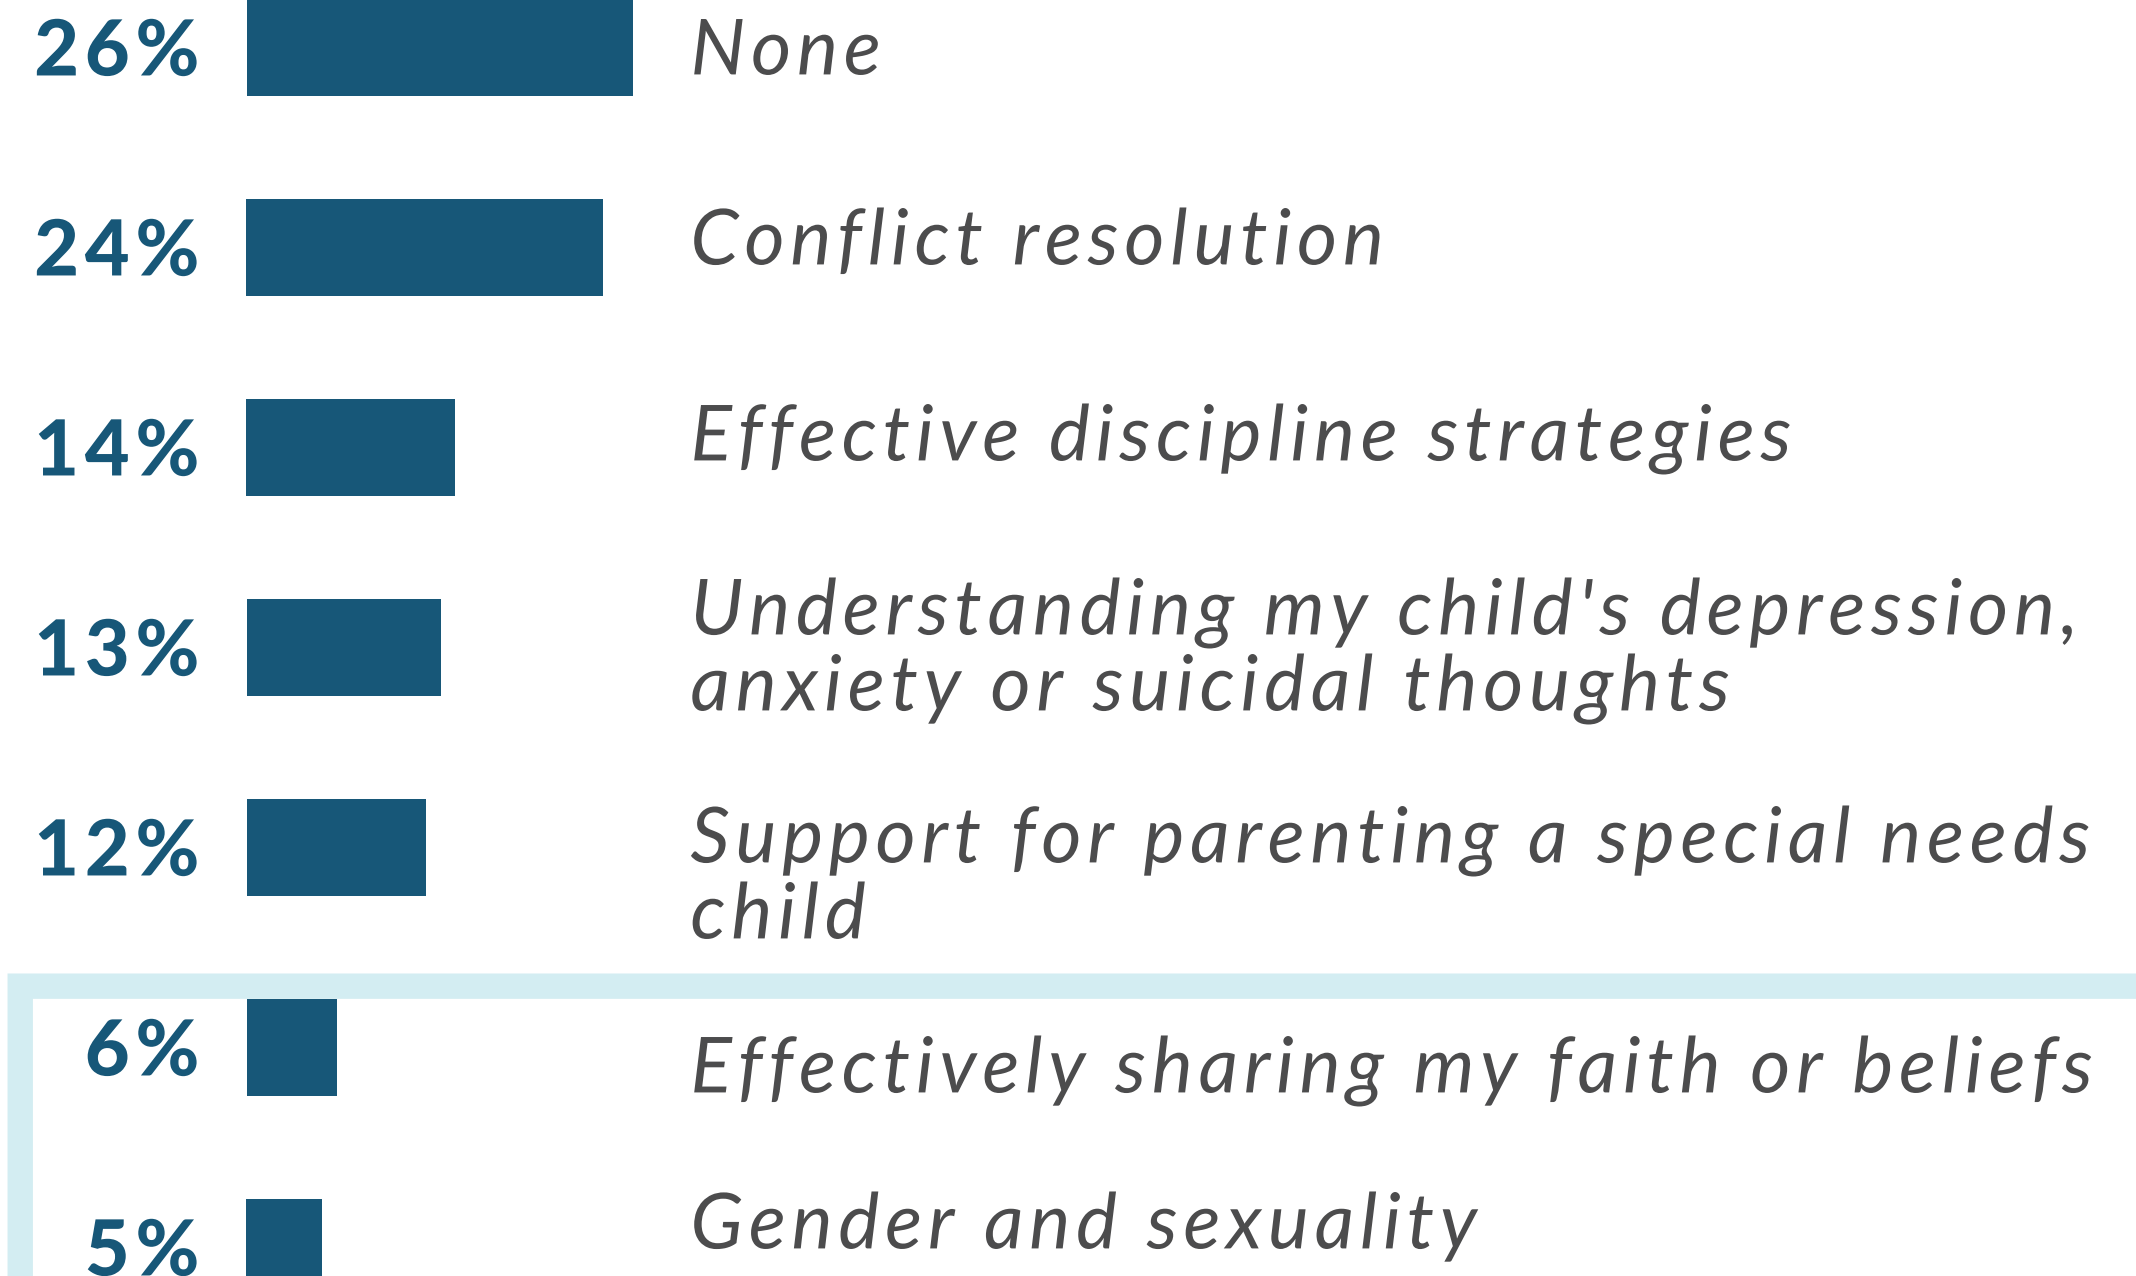 26% None
24% Conflict resolution
14% Effective discipline strategies
13% Understanding my child's depression,
anxiety or suicidal thoughts
12% Support for parenting a special needs
child
6% Effectively sharing my faith or beliefs
5% Gender and sexuality